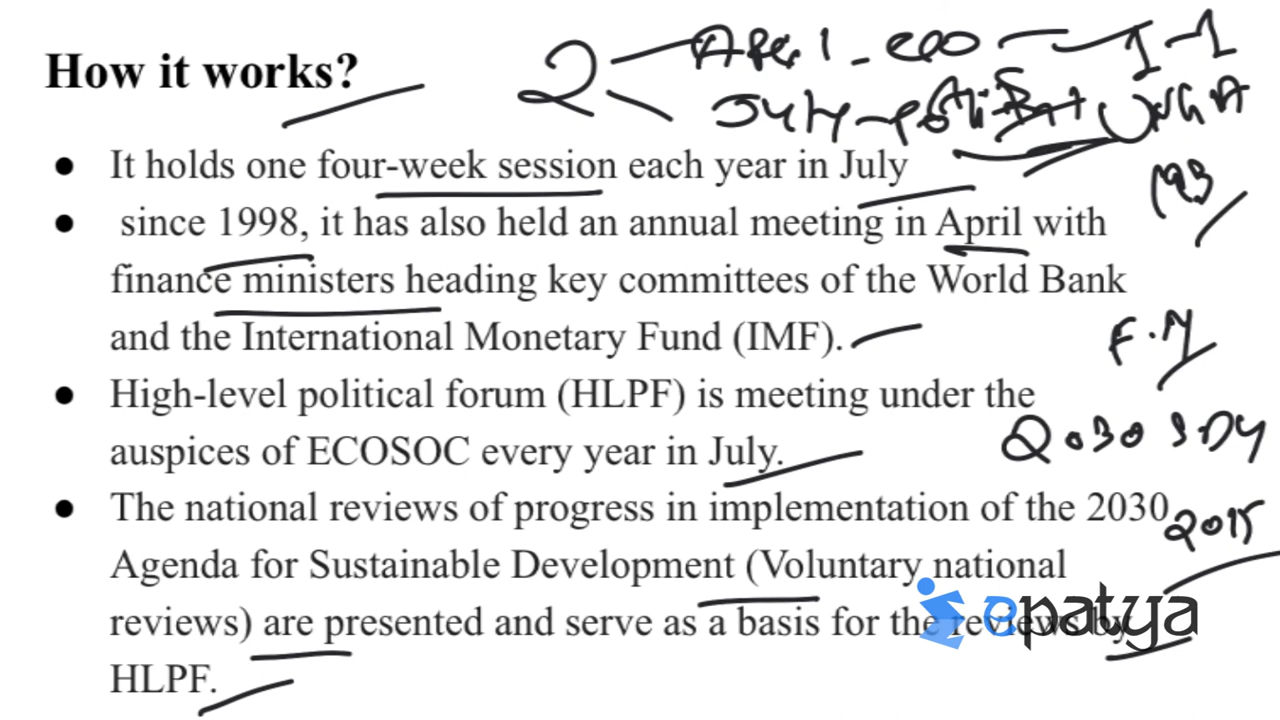 How it works?
2
April - eco
I-1
July - political
UNGA
● It holds one four-week session each year in July
193
● since 1998, it has also held an annual meeting in April with
finance ministers heading key committees of the World Bank
and the International Monetary Fund (IMF).
F.M
● High-level political forum (HLPF) is meeting under the
auspices of ECOSOC every year in July.
2030 SDG
● The national reviews of progress in implementation of the 2030
2015
Agenda for Sustainable Development (Voluntary national
reviews) are presented and serve as a basis for the reviews by
epatya
HLPF.